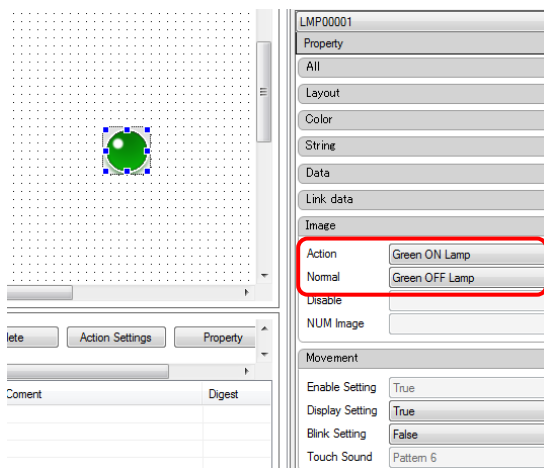 LMP00001
Property
All
Layout
Color
String
Data
Link data
Image
Action Green ON Lamp
Normal Green OFF Lamp
Disable
NUM Image
Movement
Enable Setting True
Display Setting True
Blink Setting False
Touch Sound Pattern 6
lete Action Settings Property
Coment Digest